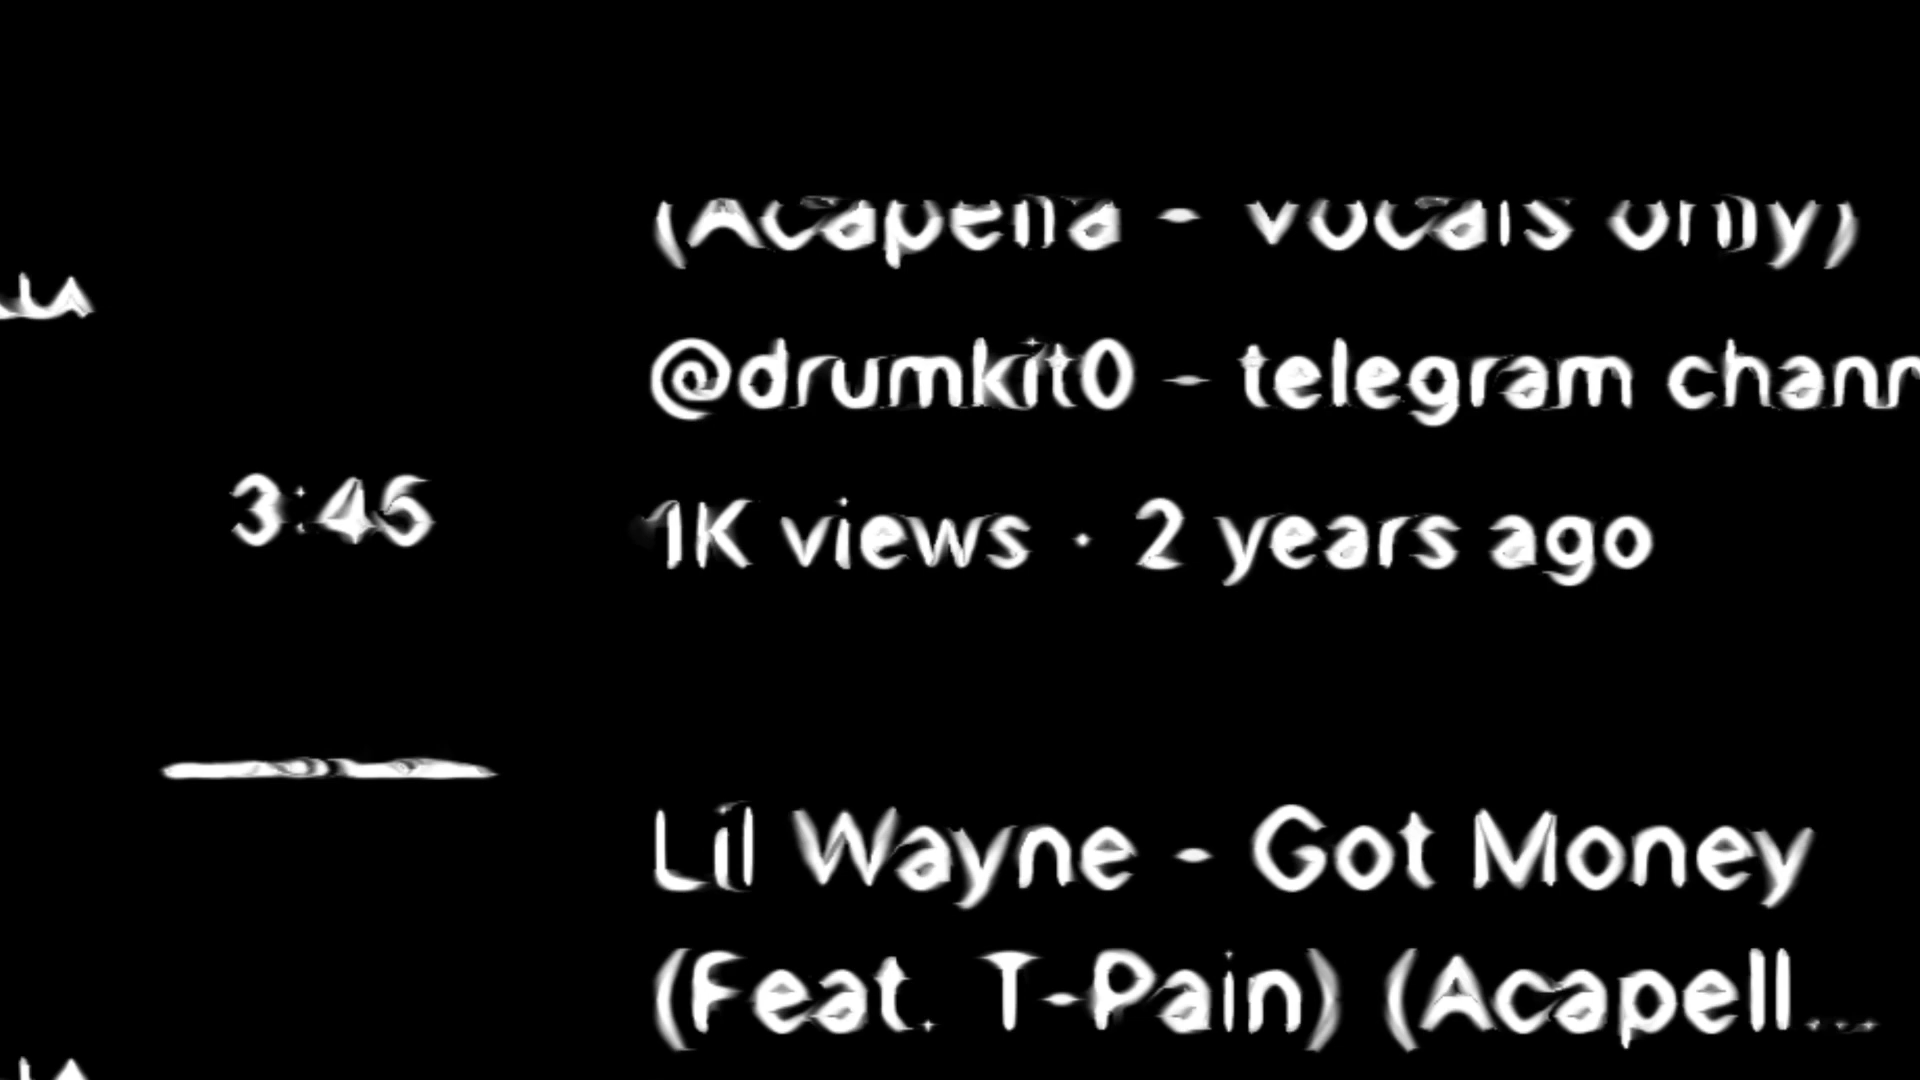 (Acapella - vocals only)
@drumkit0 - telegram chann
3:45
1K views · 2 years ago
Lil Wayne - Got Money
(Feat. T-Pain) (Acapell...